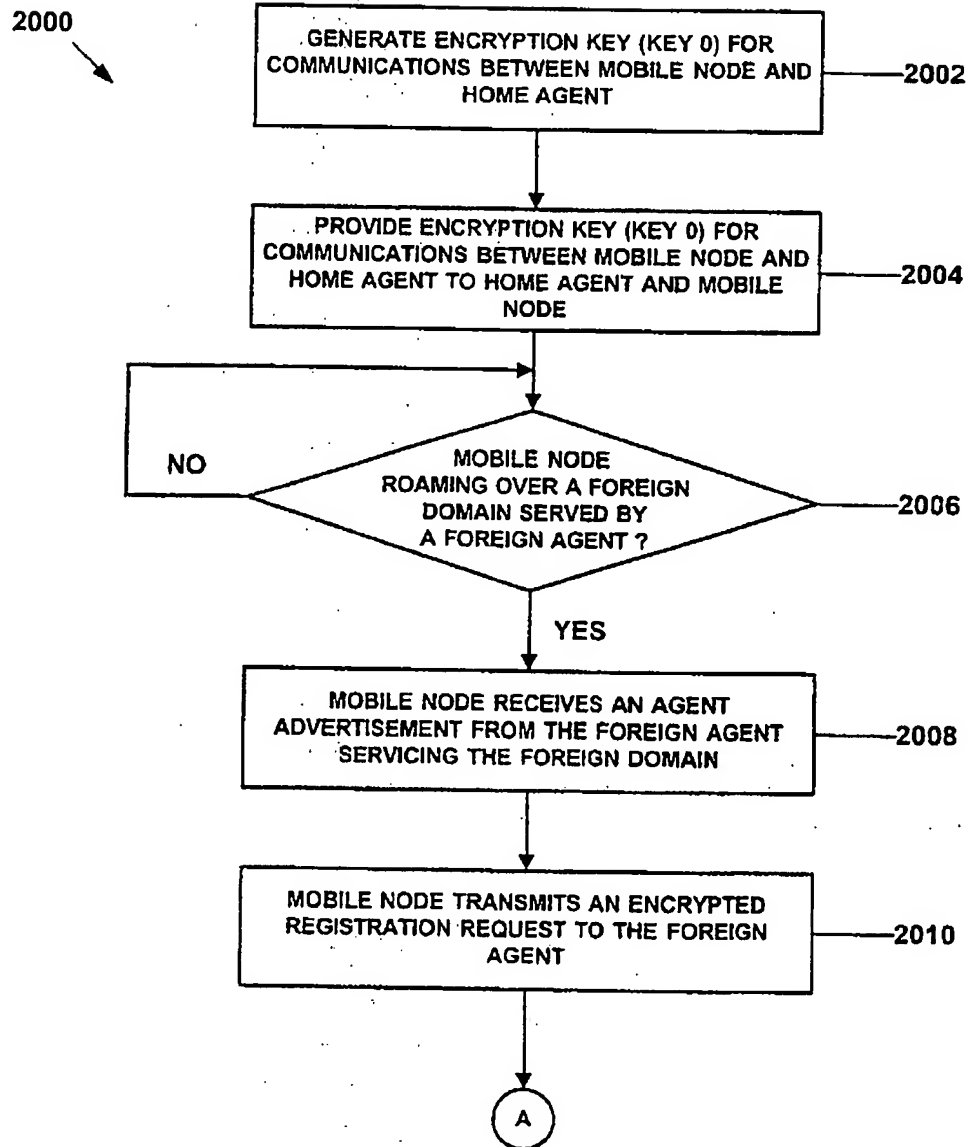 2000
GENERATE ENCRYPTION KEY (KEY 0) FOR
COMMUNICATIONS BETWEEN MOBILE NODE AND
HOME AGENT
2002
PROVIDE ENCRYPTION KEY (KEY 0) FOR
COMMUNICATIONS BETWEEN MOBILE NODE AND
HOME AGENT TO HOME AGENT AND MOBILE
NODE
2004
NO
MOBILE NODE
ROAMING OVER A FOREIGN
DOMAIN SERVED BY
A FOREIGN AGENT ?
2006
YES
MOBILE NODE RECEIVES AN AGENT
ADVERTISEMENT FROM THE FOREIGN AGENT
SERVICING THE FOREIGN DOMAIN
2008
MOBILE NODE TRANSMITS AN ENCRYPTED
REGISTRATION REQUEST TO THE FOREIGN
AGENT
2010
A